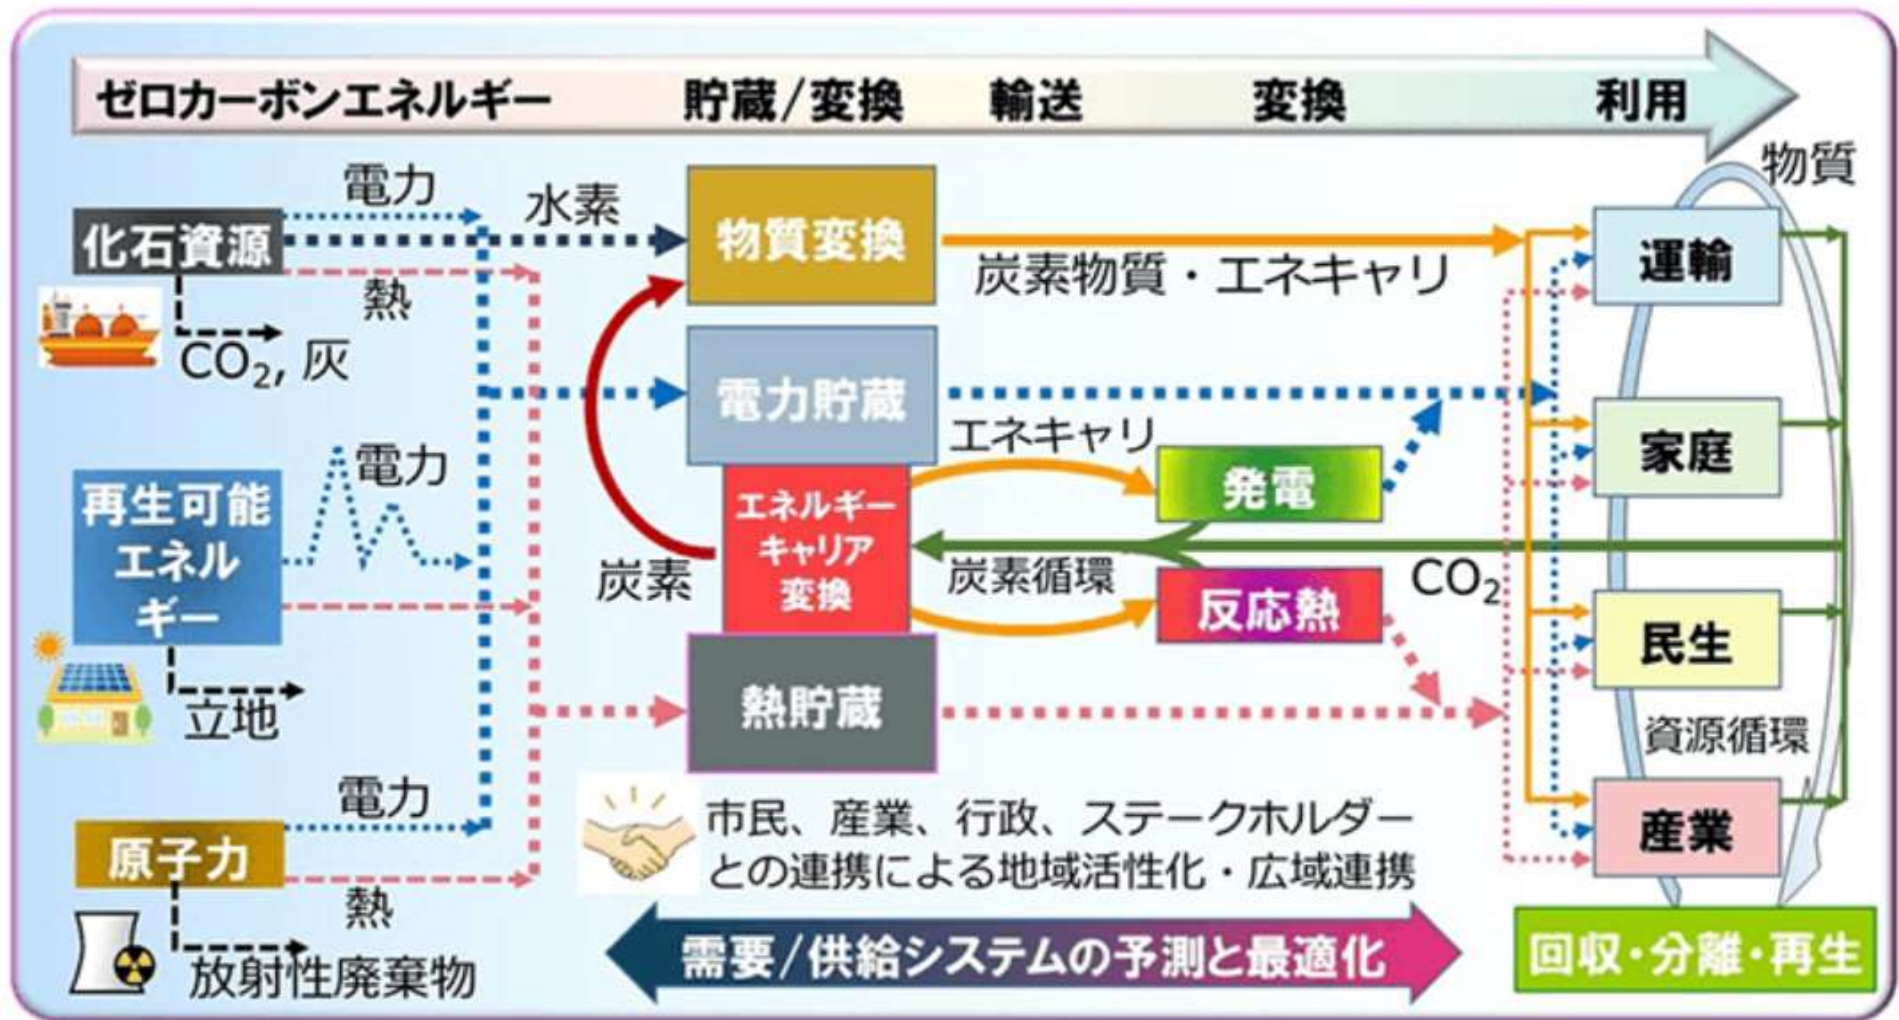 ゼロカーボンエネルギー 貯蔵/変換 輸送 変換 利用
物質
電力
水素
化石資源
熱
CO₂, 灰
物質変換
炭素物質・エネキャリ
運輸
電力貯蔵
エネキャリ
家庭
電力
再生可能
エネル
ギー
立地
エネルギー
キャリア
変換
発電
炭素
炭素循環
反応熱
CO₂
民生
熱貯蔵
資源循環
電力
原子力
熱
放射性廃棄物
市民、産業、行政、ステークホルダー
との連携による地域活性化・広域連携
産業
需要/供給システムの予測と最適化
回収・分離・再生